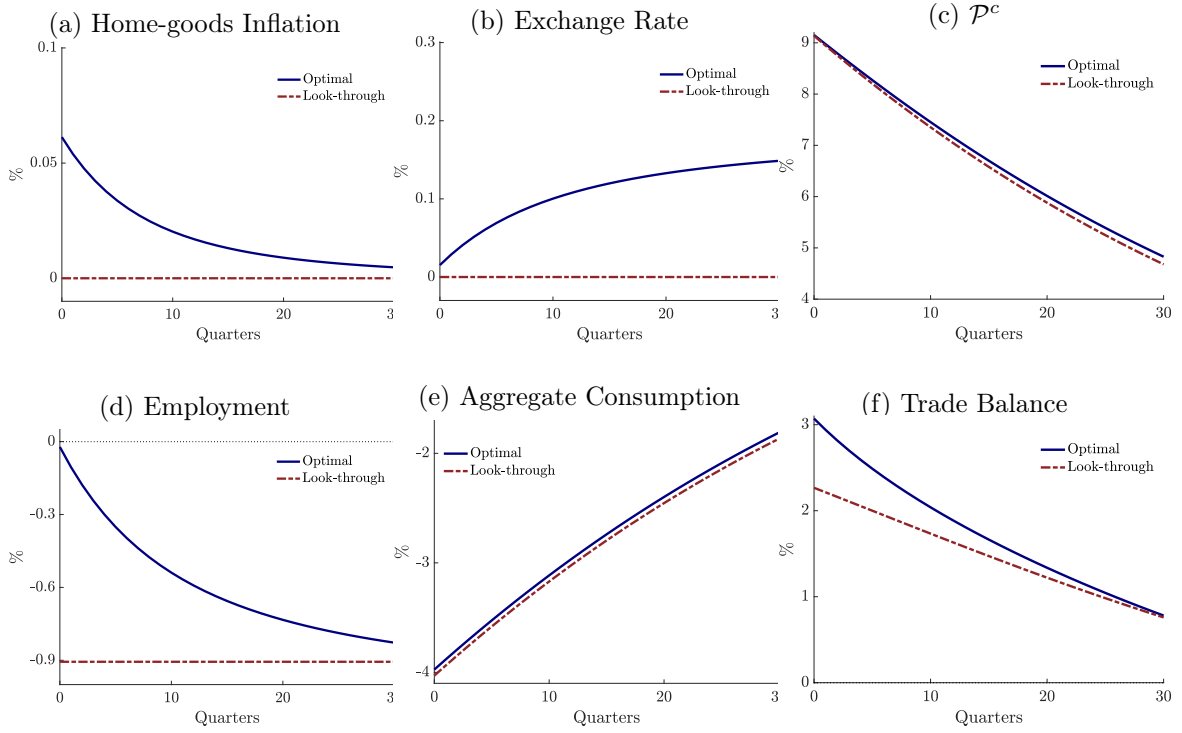 (a) Home-goods Inflation
0.1
0.05
0
%
Optimal
Look-through
0
10
20
3
Quarters
(b) Exchange Rate
0.3
0.2
0.1
0
%
Optimal
Look-through
0
10
20
3
Quarters
(c) 𝒫ᶜ
9
8
7
6
5
4
%
Optimal
Look-through
0
10
20
30
Quarters
(d) Employment
0
-0.3
-0.6
-0.9
%
Optimal
Look-through
0
10
20
3
Quarters
(e) Aggregate Consumption
-2
-3
-4
%
Optimal
Look-through
0
10
20
3
Quarters
(f) Trade Balance
3
2
1
0
%
Optimal
Look-through
0
10
20
30
Quarters